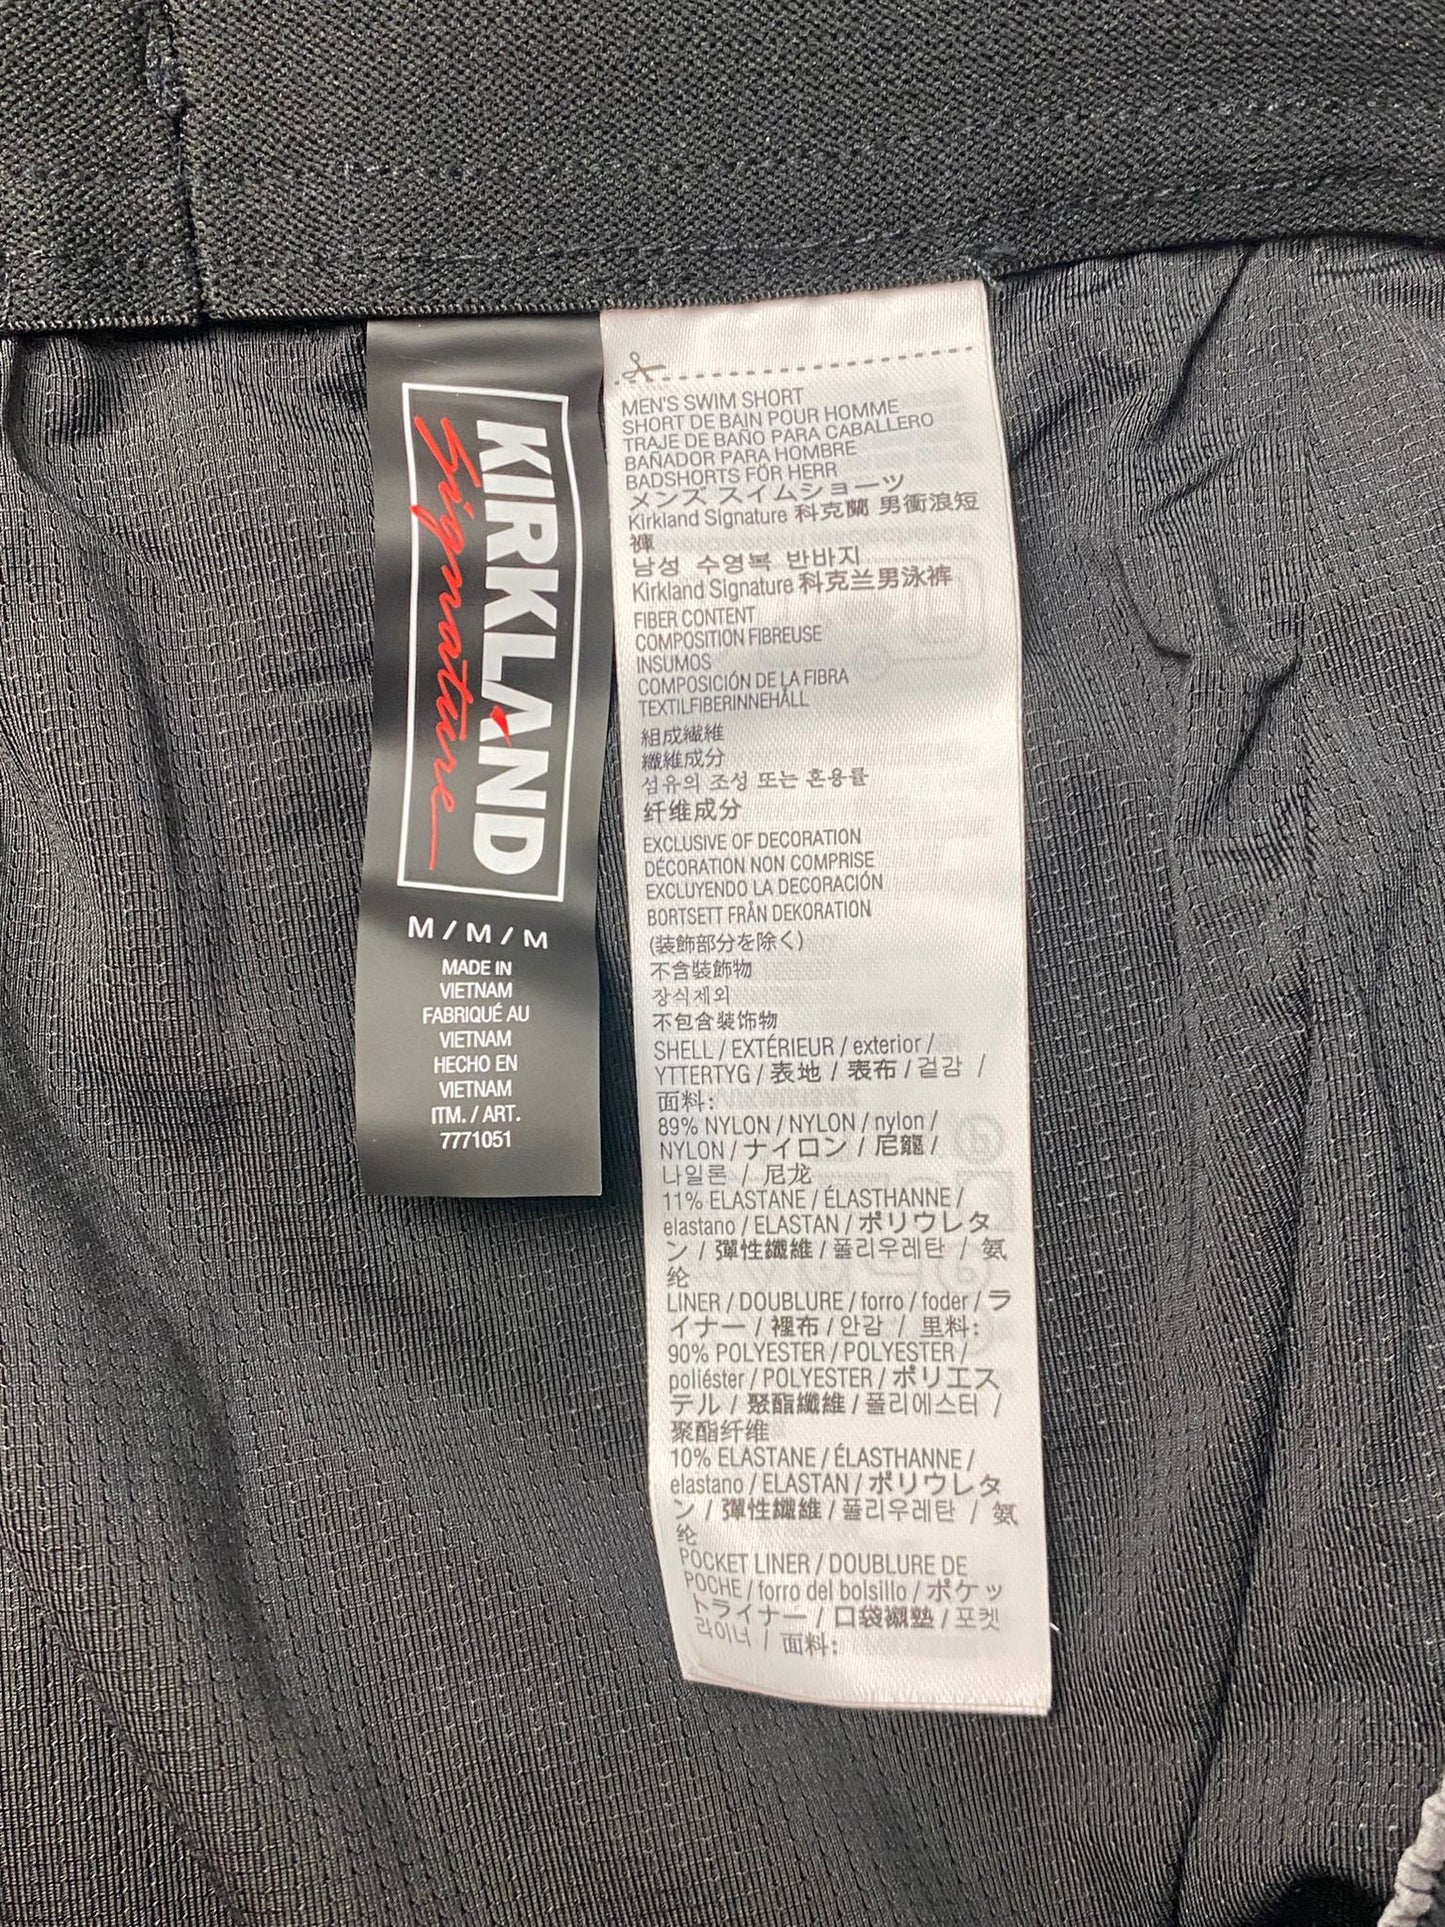 KIRKLAND
Signature
M / M / M
MADE IN
VIETNAM
FABRIQUÉ AU
VIETNAM
HECHO EN
VIETNAM
ITM. / ART.
7771051
MEN'S SWIM SHORT
SHORT DE BAIN POUR HOMME
TRAJE DE BAÑO PARA CABALLERO
BAÑADOR PARA HOMBRE
BADSHORTS FÖR HERR
メンズ スイムショーツ
Kirkland Signature 科克蘭 男衝浪短
褲
남성 수영복 반바지
Kirkland Signature 科克兰男泳裤
FIBER CONTENT
COMPOSITION FIBREUSE
INSUMOS
COMPOSICIÓN DE LA FIBRA
TEXTILFIBERINNEHÅLL
組成繊維
纖維成分
섬유의 조성 또는 혼용률
纤维成分
EXCLUSIVE OF DECORATION
DÉCORATION NON COMPRISE
EXCLUYENDO LA DECORACIÓN
BORTSETT FRÅN DEKORATION
(装飾部分を除く)
不含裝飾物
장식제외
不包含装饰物
SHELL / EXTÉRIEUR / exterior /
YTTERTYG / 表地 / 表布 / 겉감 /
面料:
89% NYLON / NYLON / nylon /
NYLON / ナイロン / 尼龍 /
나일론 / 尼龙
11% ELASTANE / ÉLASTHANNE /
elastano / ELASTAN / ポリウレタ
ン / 彈性纖維 / 폴리우레탄 / 氨
纶
LINER / DOUBLURE / forro / foder / ラ
イナー / 裡布 / 안감 / 里料:
90% POLYESTER / POLYESTER /
poliéster / POLYESTER / ポリエス
テル / 聚酯纖維 / 폴리에스터 /
聚酯纤维
10% ELASTANE / ÉLASTHANNE /
elastano / ELASTAN / ポリウレタ
ン / 彈性纖維 / 폴리우레탄 / 氨
纶
POCKET LINER / DOUBLURE DE
POCHE / forro del bolsillo / ポケッ
トライナー / 口袋襯墊 / 포켓
라이너 / 面料: